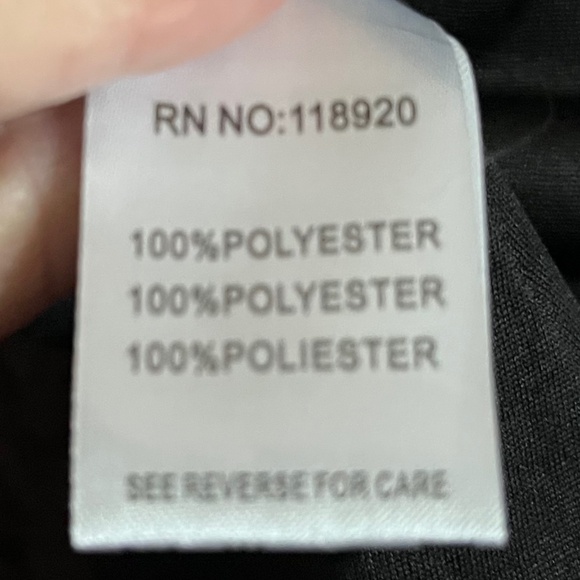 RN NO:118920
100%POLYESTER
100%POLYESTER
100%POLIESTER
SEE REVERSE FOR CARE